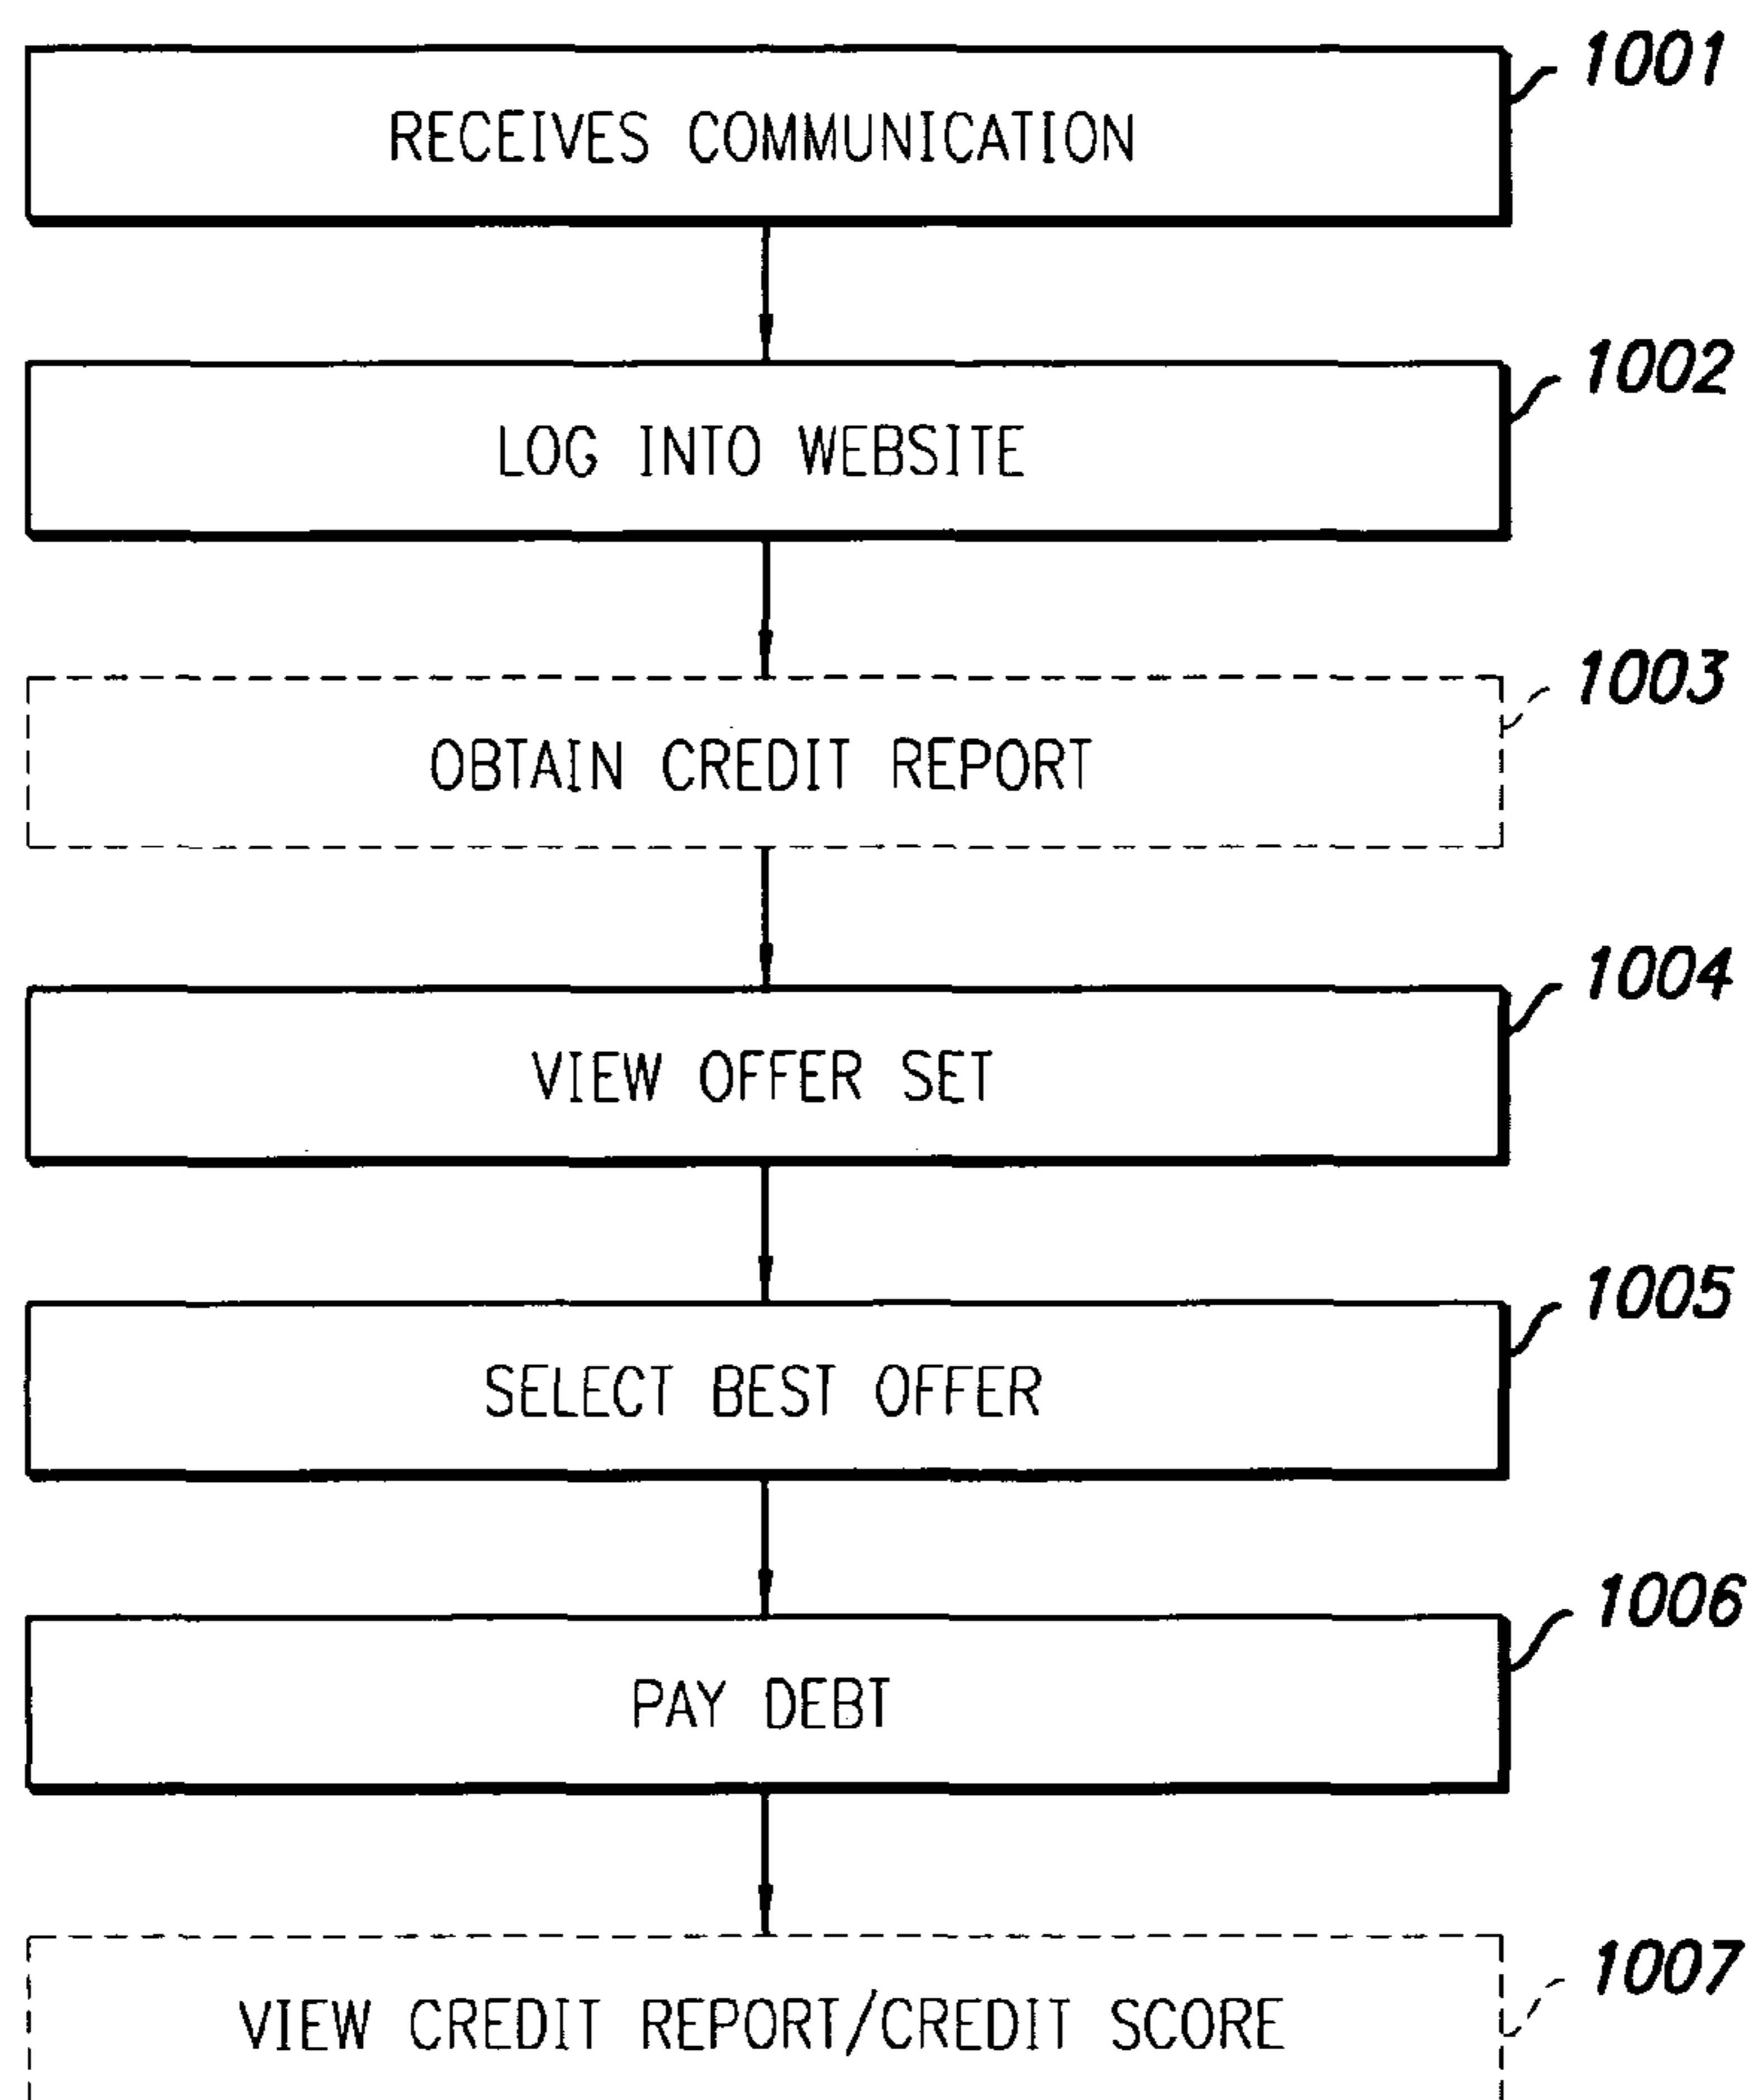 1001
RECEIVES COMMUNICATION
1002
LOG INTO WEBSITE
1003
OBTAIN CREDIT REPORT
1004
VIEW OFFER SET
1005
SELECT BEST OFFER
1006
PAY DEBT
1007
VIEW CREDIT REPORT/CREDIT SCORE